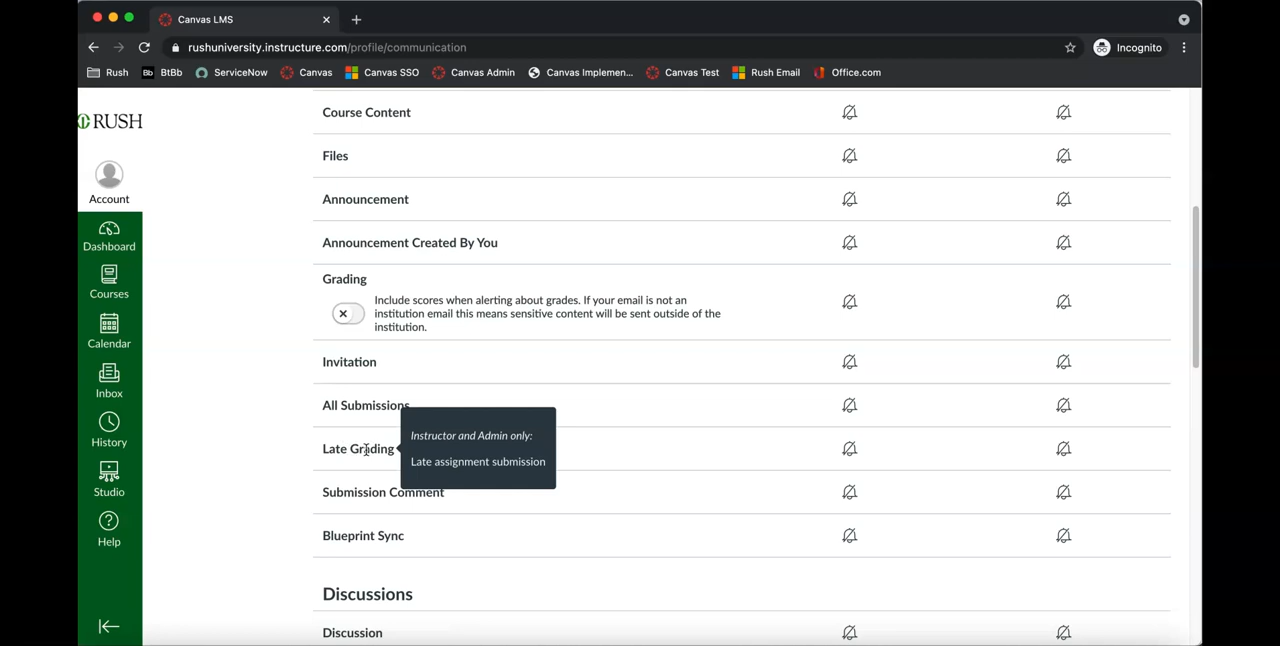 Canvas LMS
rushuniversity.instructure.com/profile/communication
Incognito
Rush
Bb BtBb
ServiceNow
Canvas
Canvas SSO
Canvas Admin
Canvas Implemen...
Canvas Test
Rush Email
Office.com
RUSH
Account
Dashboard
Courses
Calendar
Inbox
History
Studio
Help
Course Content
Files
Announcement
Announcement Created By You
Grading
Include scores when alerting about grades. If your email is not an
institution email this means sensitive content will be sent outside of the
institution.
Invitation
All Submissions
Late Grading
Instructor and Admin only:
Late assignment submission
Submission Comment
Blueprint Sync
Discussions
Discussion